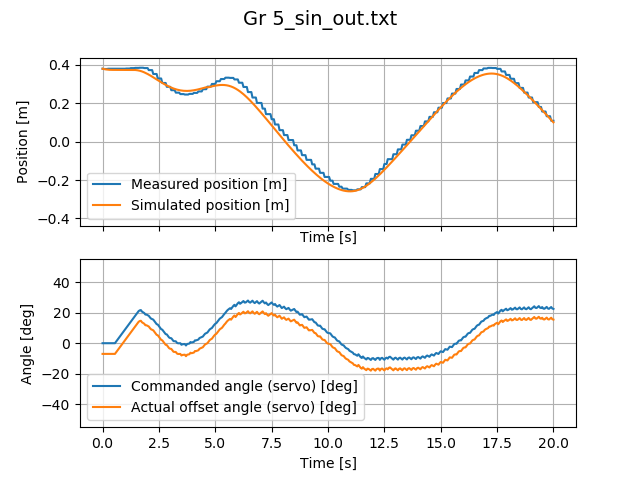 Gr 5_sin_out.txt
Position [m]
0.4
0.2
0.0
−0.2
−0.4
Measured position [m]
Simulated position [m]
Time [s]
Angle [deg]
40
20
0
−20
−40
Commanded angle (servo) [deg]
Actual offset angle (servo) [deg]
0.0 2.5 5.0 7.5 10.0 12.5 15.0 17.5 20.0
Time [s]